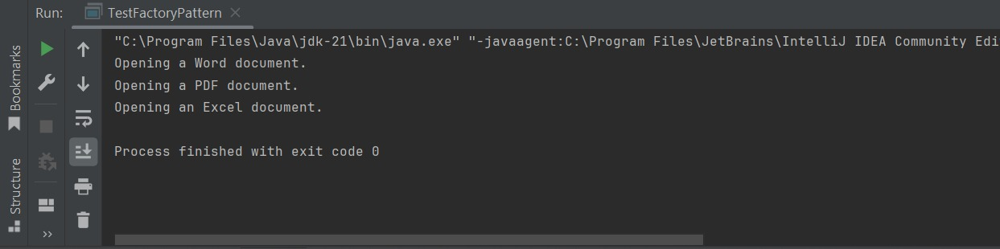 Run: TestFactoryPattern
"C:\Program Files\Java\jdk-21\bin\java.exe" "-javaagent:C:\Program Files\JetBrains\IntelliJ IDEA Community Edi
Opening a Word document.
Opening a PDF document.
Opening an Excel document.
Process finished with exit code 0
Bookmarks
Structure